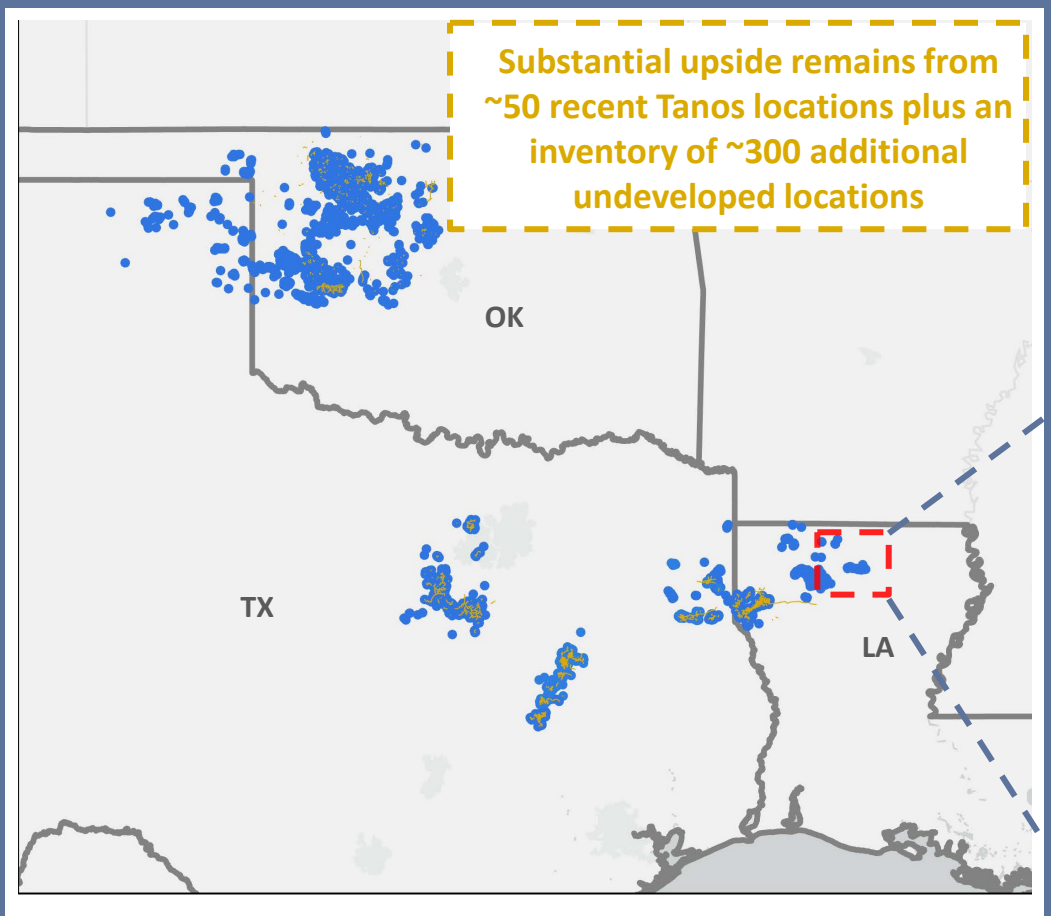 Substantial upside remains from
~50 recent Tanos locations plus an
inventory of ~300 additional
undeveloped locations
OK
TX
LA